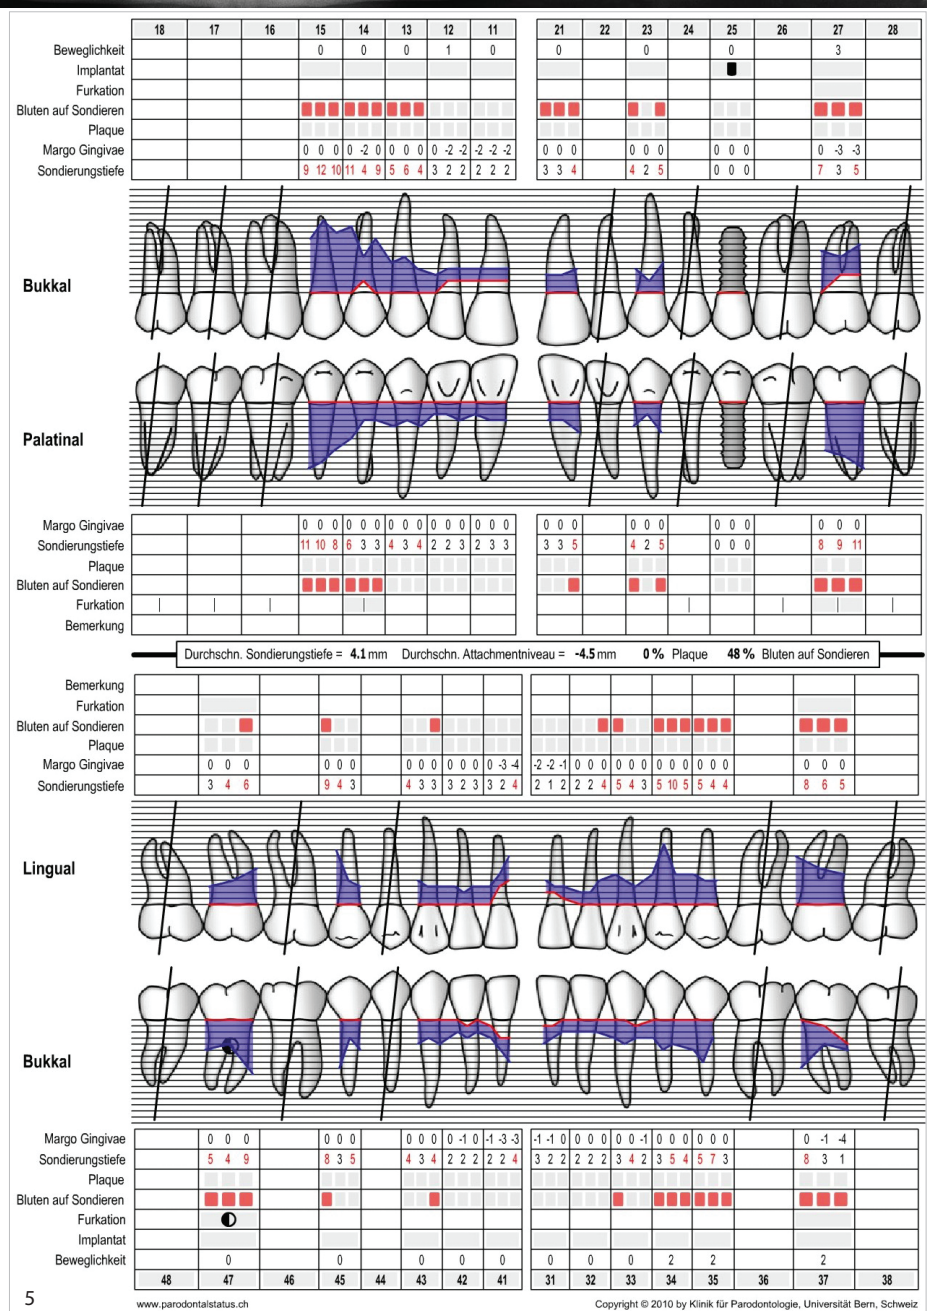 18 17 16 15 14 13 12 11 21 22 23 24 25 26 27 28
Beweglichkeit 0 0 0 1 0 0 0 0 3
Implantat
Furkation
Bluten auf Sondieren
Plaque
Margo Gingivae 0 0 0 0 -2 0 0 0 0 0 -2 -2 -2 -2 -2 0 0 0 0 0 0 0 0 0 0 -3 -3
Sondierungstiefe 9 12 10 11 4 9 5 6 4 3 2 2 2 2 2 3 3 4 4 2 5 0 0 0 7 3 5
Bukkal
Palatinal
Margo Gingivae 0 0 0 0 0 0 0 0 0 0 0 0 0 0 0 0 0 0 0 0 0 0 0 0 0 0 0
Sondierungstiefe 11 10 8 6 3 3 4 3 4 2 2 3 2 3 3 3 3 5 4 2 5 0 0 0 8 9 11
Plaque
Bluten auf Sondieren
Furkation
Bemerkung
Durchschn. Sondierungstiefe = 4.1 mm Durchschn. Attachmentniveau = -4.5 mm 0 % Plaque 48 % Bluten auf Sondieren
Bemerkung
Furkation
Bluten auf Sondieren
Plaque
Margo Gingivae 0 0 0 0 0 0 0 0 0 0 0 0 0 -3 -4 -2 -2 -1 0 0 0 0 0 0 0 0 0 0 0 0 0 0 0
Sondierungstiefe 3 4 6 9 4 3 4 3 3 3 2 3 3 2 4 2 1 2 2 2 4 5 4 3 5 10 5 5 4 4 8 6 5
Lingual
Bukkal
Margo Gingivae 0 0 0 0 0 0 0 0 0 0 -1 0 -1 -3 -3 -1 -1 0 0 0 0 0 0 -1 0 0 0 0 0 0 0 -1 -4
Sondierungstiefe 5 4 9 8 3 5 4 3 4 2 2 2 2 2 4 3 2 2 2 2 2 3 4 2 3 5 4 5 7 3 8 3 1
Plaque
Bluten auf Sondieren
Furkation
Implantat
Beweglichkeit 0 0 0 0 0 0 0 0 2 2 2
48 47 46 45 44 43 42 41 31 32 33 34 35 36 37 38
5
www.parodontalstatus.ch Copyright © 2010 by Klinik für Parodontologie, Universität Bern, Schweiz